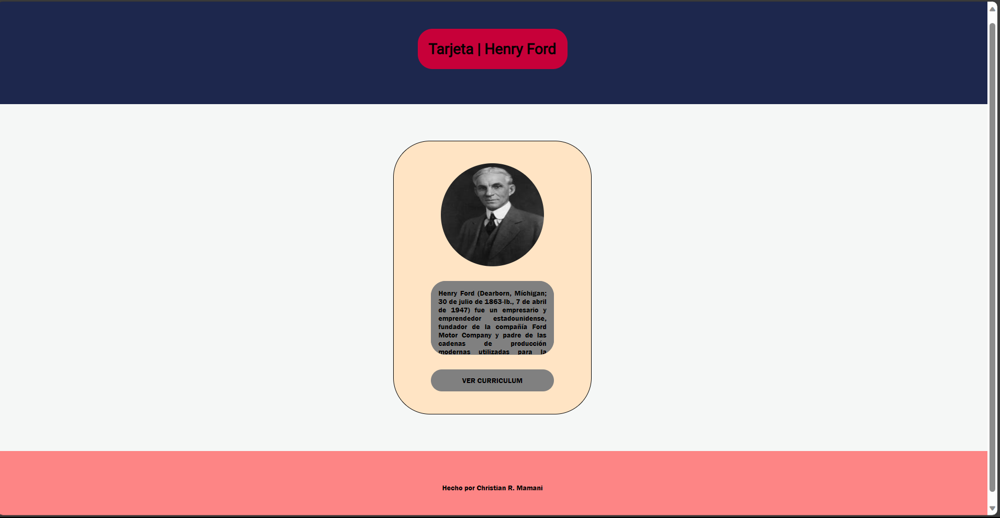 Tarjeta | Henry Ford
Henry Ford (Dearborn, Míchigan;
30 de julio de 1863-Ib., 7 de abril
de 1947) fue un empresario y
emprendedor estadounidense,
fundador de la compañía Ford
Motor Company y padre de las
cadenas de producción
modernas utilizadas para la
VER CURRICULUM
Hecho por Christian R. Mamani